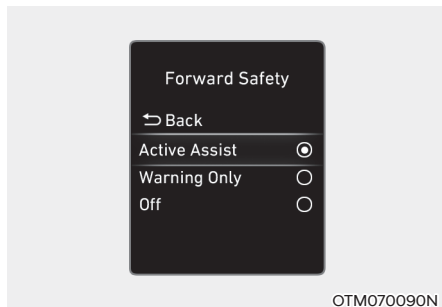 Forward Safety
Back
Active Assist
Warning Only
Off
OTM070090N